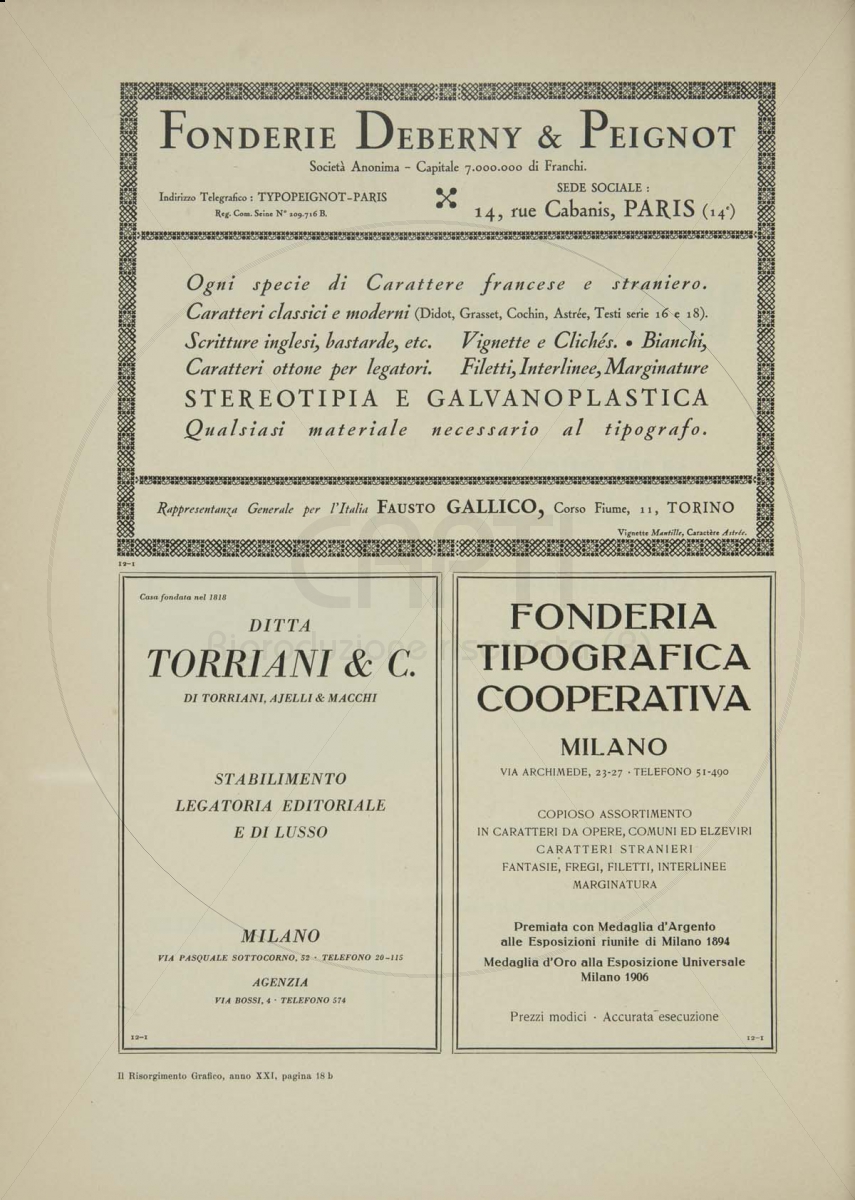 FONDERIE DEBERNY & PEIGNOT
Società Anonima – Capitale 7.000.000 di Franchi.
Indirizzo Telegrafico : TYPOPEIGNOT-PARIS
Reg. Com. Seine N° 209.716 B.
SEDE SOCIALE :
14, rue Cabanis, PARIS (14e)
Ogni specie di Carattere francese e straniero.
Caratteri classici e moderni (Didot, Grasset, Cochin, Astrée, Testi serie 16 e 18).
Scritture inglesi, bastarde, etc. Vignette e Clichés. • Bianchi,
Caratteri ottone per legatori. Filetti, Interlinee, Marginature
STEREOTIPIA E GALVANOPLASTICA
Qualsiasi materiale necessario al tipografo.
Rappresentanza Generale per l'Italia FAUSTO GALLICO, Corso Fiume, 11, TORINO
Vignette Mantille, Caractère Astrée.
12-1
Casa fondata nel 1818
DITTA
TORRIANI & C.
DI TORRIANI, AJELLI & MACCHI
STABILIMENTO
LEGATORIA EDITORIALE
E DI LUSSO
MILANO
VIA PASQUALE SOTTOCORNO, 52 · TELEFONO 20-115
AGENZIA
VIA BOSSI, 4 · TELEFONO 574
12-1
FONDERIA
TIPOGRAFICA
COOPERATIVA
MILANO
VIA ARCHIMEDE, 23-27 · TELEFONO 51-490
COPIOSO ASSORTIMENTO
IN CARATTERI DA OPERE, COMUNI ED ELZEVIRI
CARATTERI STRANIERI
FANTASIE, FREGI, FILETTI, INTERLINEE
MARGINATURA
Premiata con Medaglia d'Argento
alle Esposizioni riunite di Milano 1894
Medaglia d'Oro alla Esposizione Universale
Milano 1906
Prezzi modici · Accurata esecuzione
12-1
Il Risorgimento Grafico, anno XXI, pagina 18 b
CAPTI